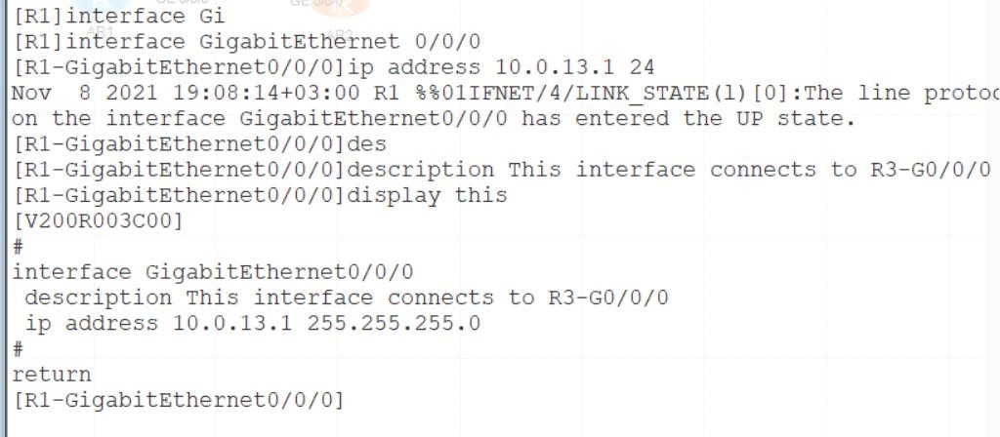 [R1]interface Gi
[R1]interface GigabitEthernet 0/0/0
[R1-GigabitEthernet0/0/0]ip address 10.0.13.1 24
Nov  8 2021 19:08:14+03:00 R1 %%01IFNET/4/LINK_STATE(l)[0]:The line protoc
on the interface GigabitEthernet0/0/0 has entered the UP state.
[R1-GigabitEthernet0/0/0]des
[R1-GigabitEthernet0/0/0]description This interface connects to R3-G0/0/0
[R1-GigabitEthernet0/0/0]display this
[V200R003C00]
#
interface GigabitEthernet0/0/0
 description This interface connects to R3-G0/0/0
 ip address 10.0.13.1 255.255.255.0
#
return
[R1-GigabitEthernet0/0/0]